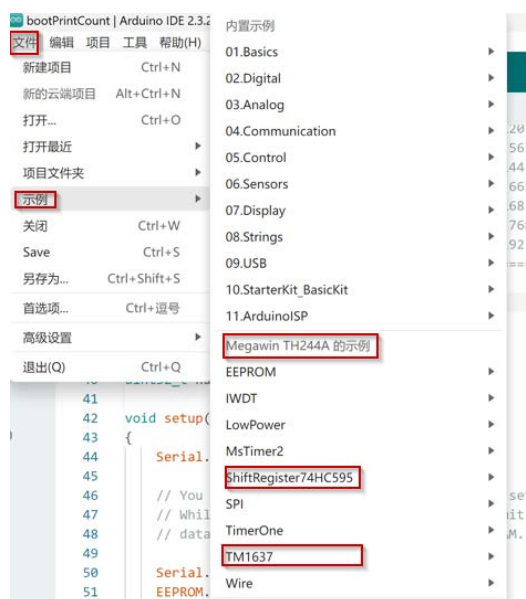 bootPrintCount | Arduino IDE 2.3.2
文件 编辑 项目 工具 帮助(H)
新建项目 Ctrl+N
新的云端项目 Alt+Ctrl+N
打开... Ctrl+O
打开最近
项目文件夹
示例
关闭 Ctrl+W
Save Ctrl+S
另存为... Ctrl+Shift+S
首选项... Ctrl+逗号
高级设置
退出(Q) Ctrl+Q
内置示例
01.Basics
02.Digital
03.Analog
04.Communication
05.Control
06.Sensors
07.Display
08.Strings
09.USB
10.StarterKit_BasicKit
11.ArduinoISP
Megawin TH244A 的示例
EEPROM
IWDT
LowPower
MsTimer2
ShiftRegister74HC595
SPI
TimerOne
TM1637
Wire
41
42 void setup(
43 {
44 Serial.
45
46 // You
47 // Whil
48 // data
49
50 Serial.
51 EEPROM.